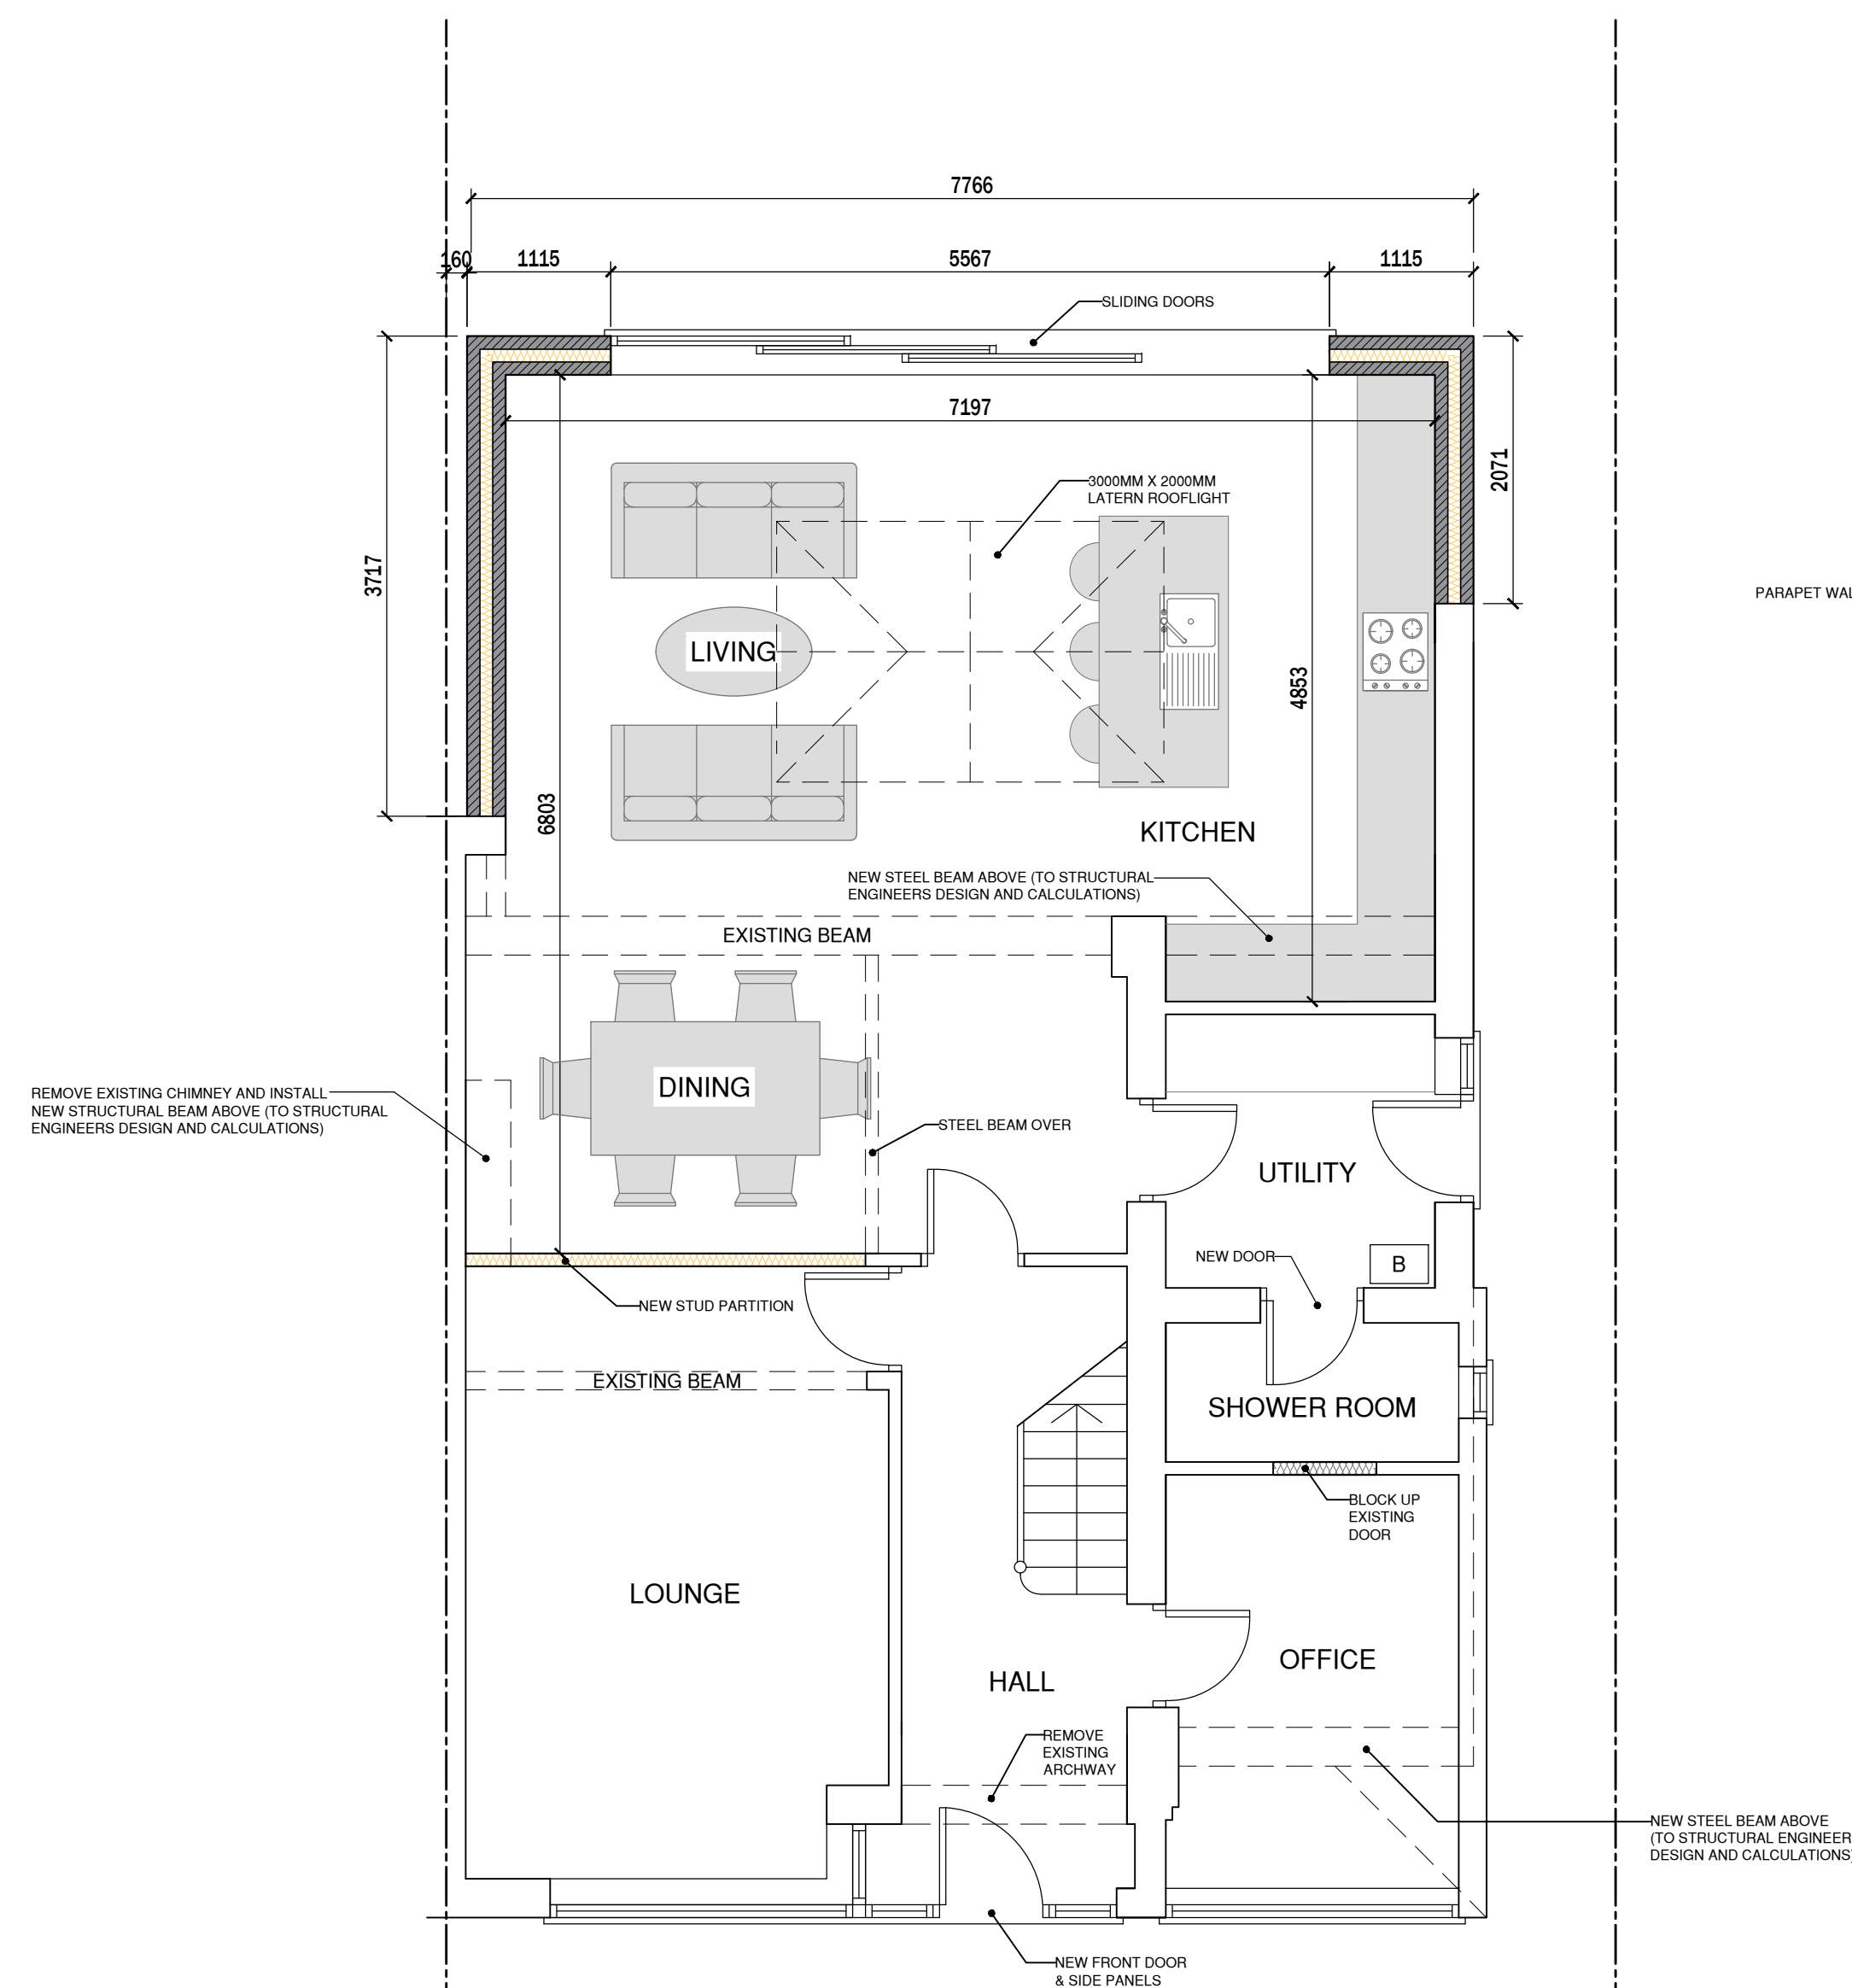 7766
160
1115
5567
1115
SLIDING DOORS
7197
2071
3000MM X 2000MM
LATERN ROOFLIGHT
3717
PARAPET WAL
LIVING
4853
6803
KITCHEN
NEW STEEL BEAM ABOVE (TO STRUCTURAL
ENGINEERS DESIGN AND CALCULATIONS)
EXISTING BEAM
DINING
REMOVE EXISTING CHIMNEY AND INSTALL
NEW STRUCTURAL BEAM ABOVE (TO STRUCTURAL
ENGINEERS DESIGN AND CALCULATIONS)
STEEL BEAM OVER
UTILITY
NEW DOOR
B
NEW STUD PARTITION
EXISTING BEAM
SHOWER ROOM
BLOCK UP
EXISTING
DOOR
LOUNGE
OFFICE
HALL
REMOVE
EXISTING
ARCHWAY
NEW STEEL BEAM ABOVE
(TO STRUCTURAL ENGINEER
DESIGN AND CALCULATIONS)
NEW FRONT DOOR
& SIDE PANELS